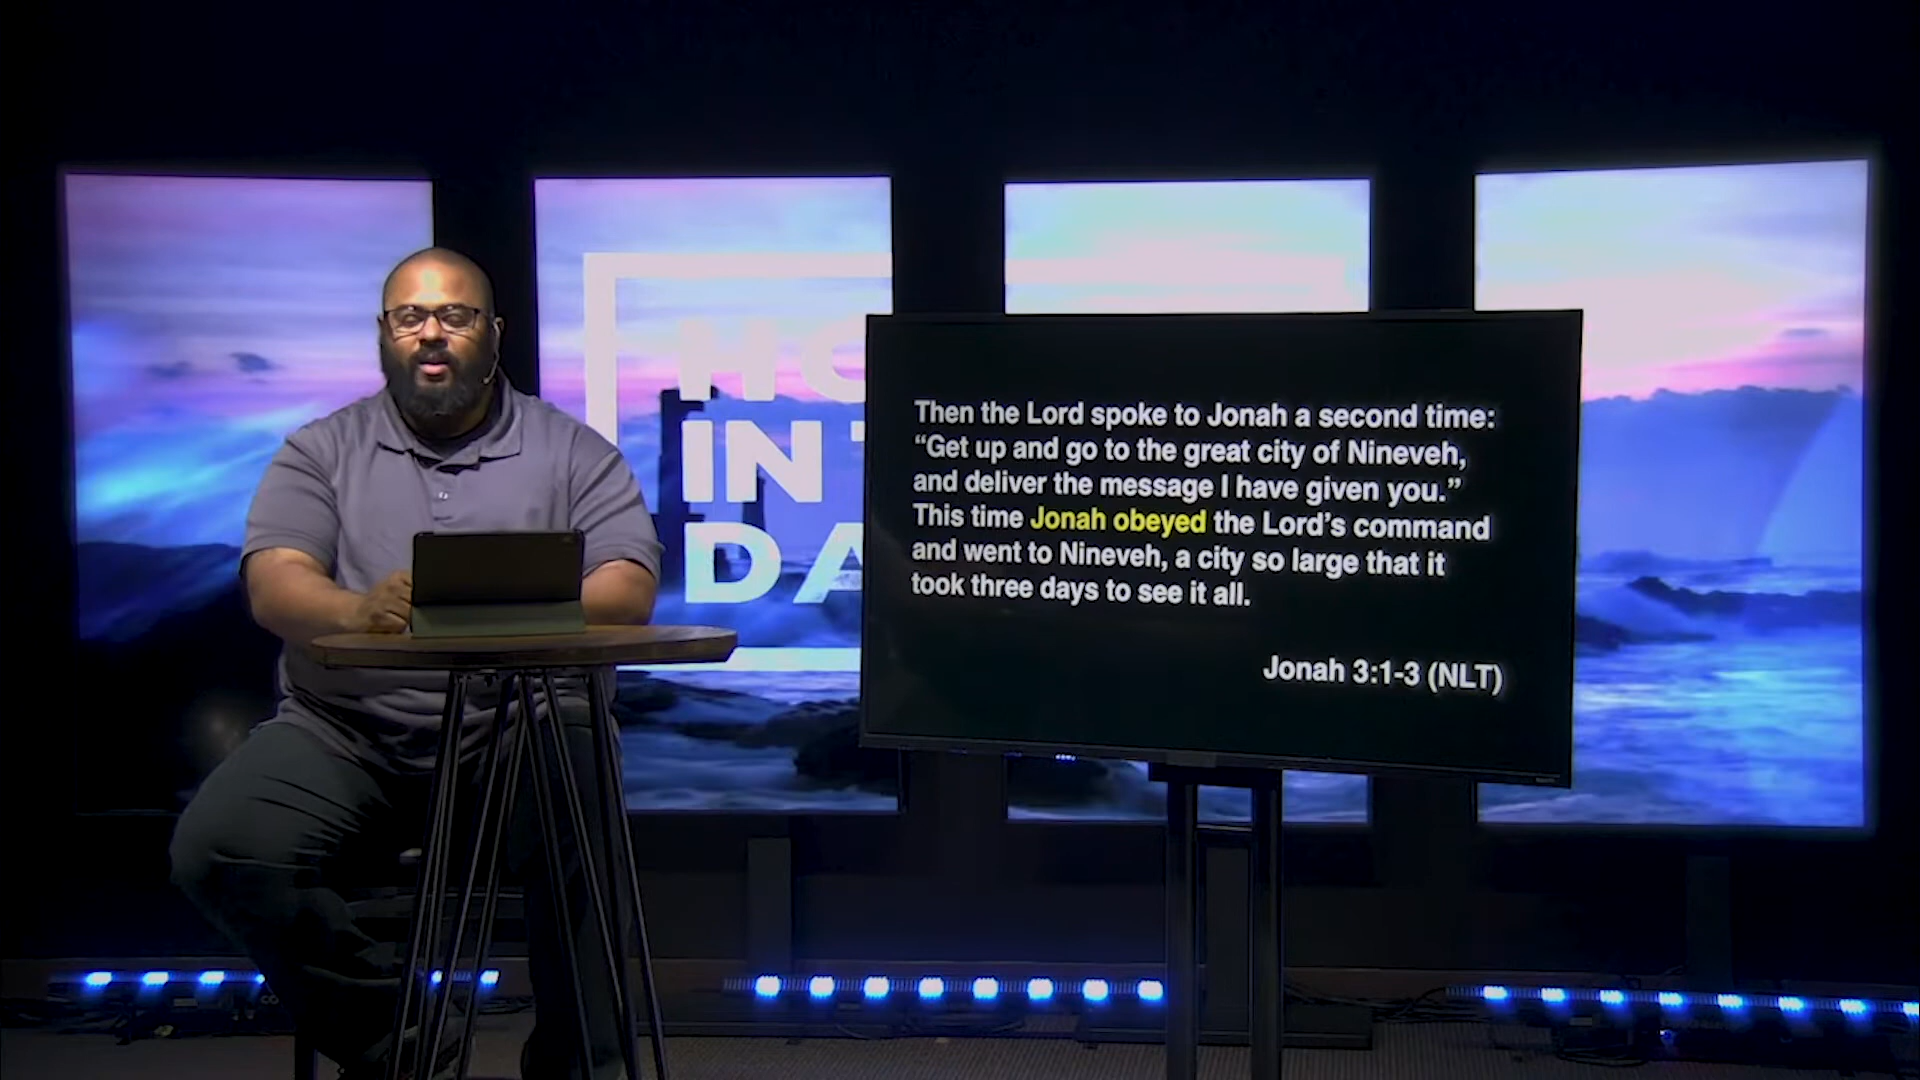 IN
Then the Lord spoke to Jonah a second time:
“Get up and go to the great city of Nineveh,
and deliver the message I have given you.”
This time Jonah obeyed the Lord’s command
and went to Nineveh, a city so large that it
took three days to see it all.
Jonah 3:1-3 (NLT)